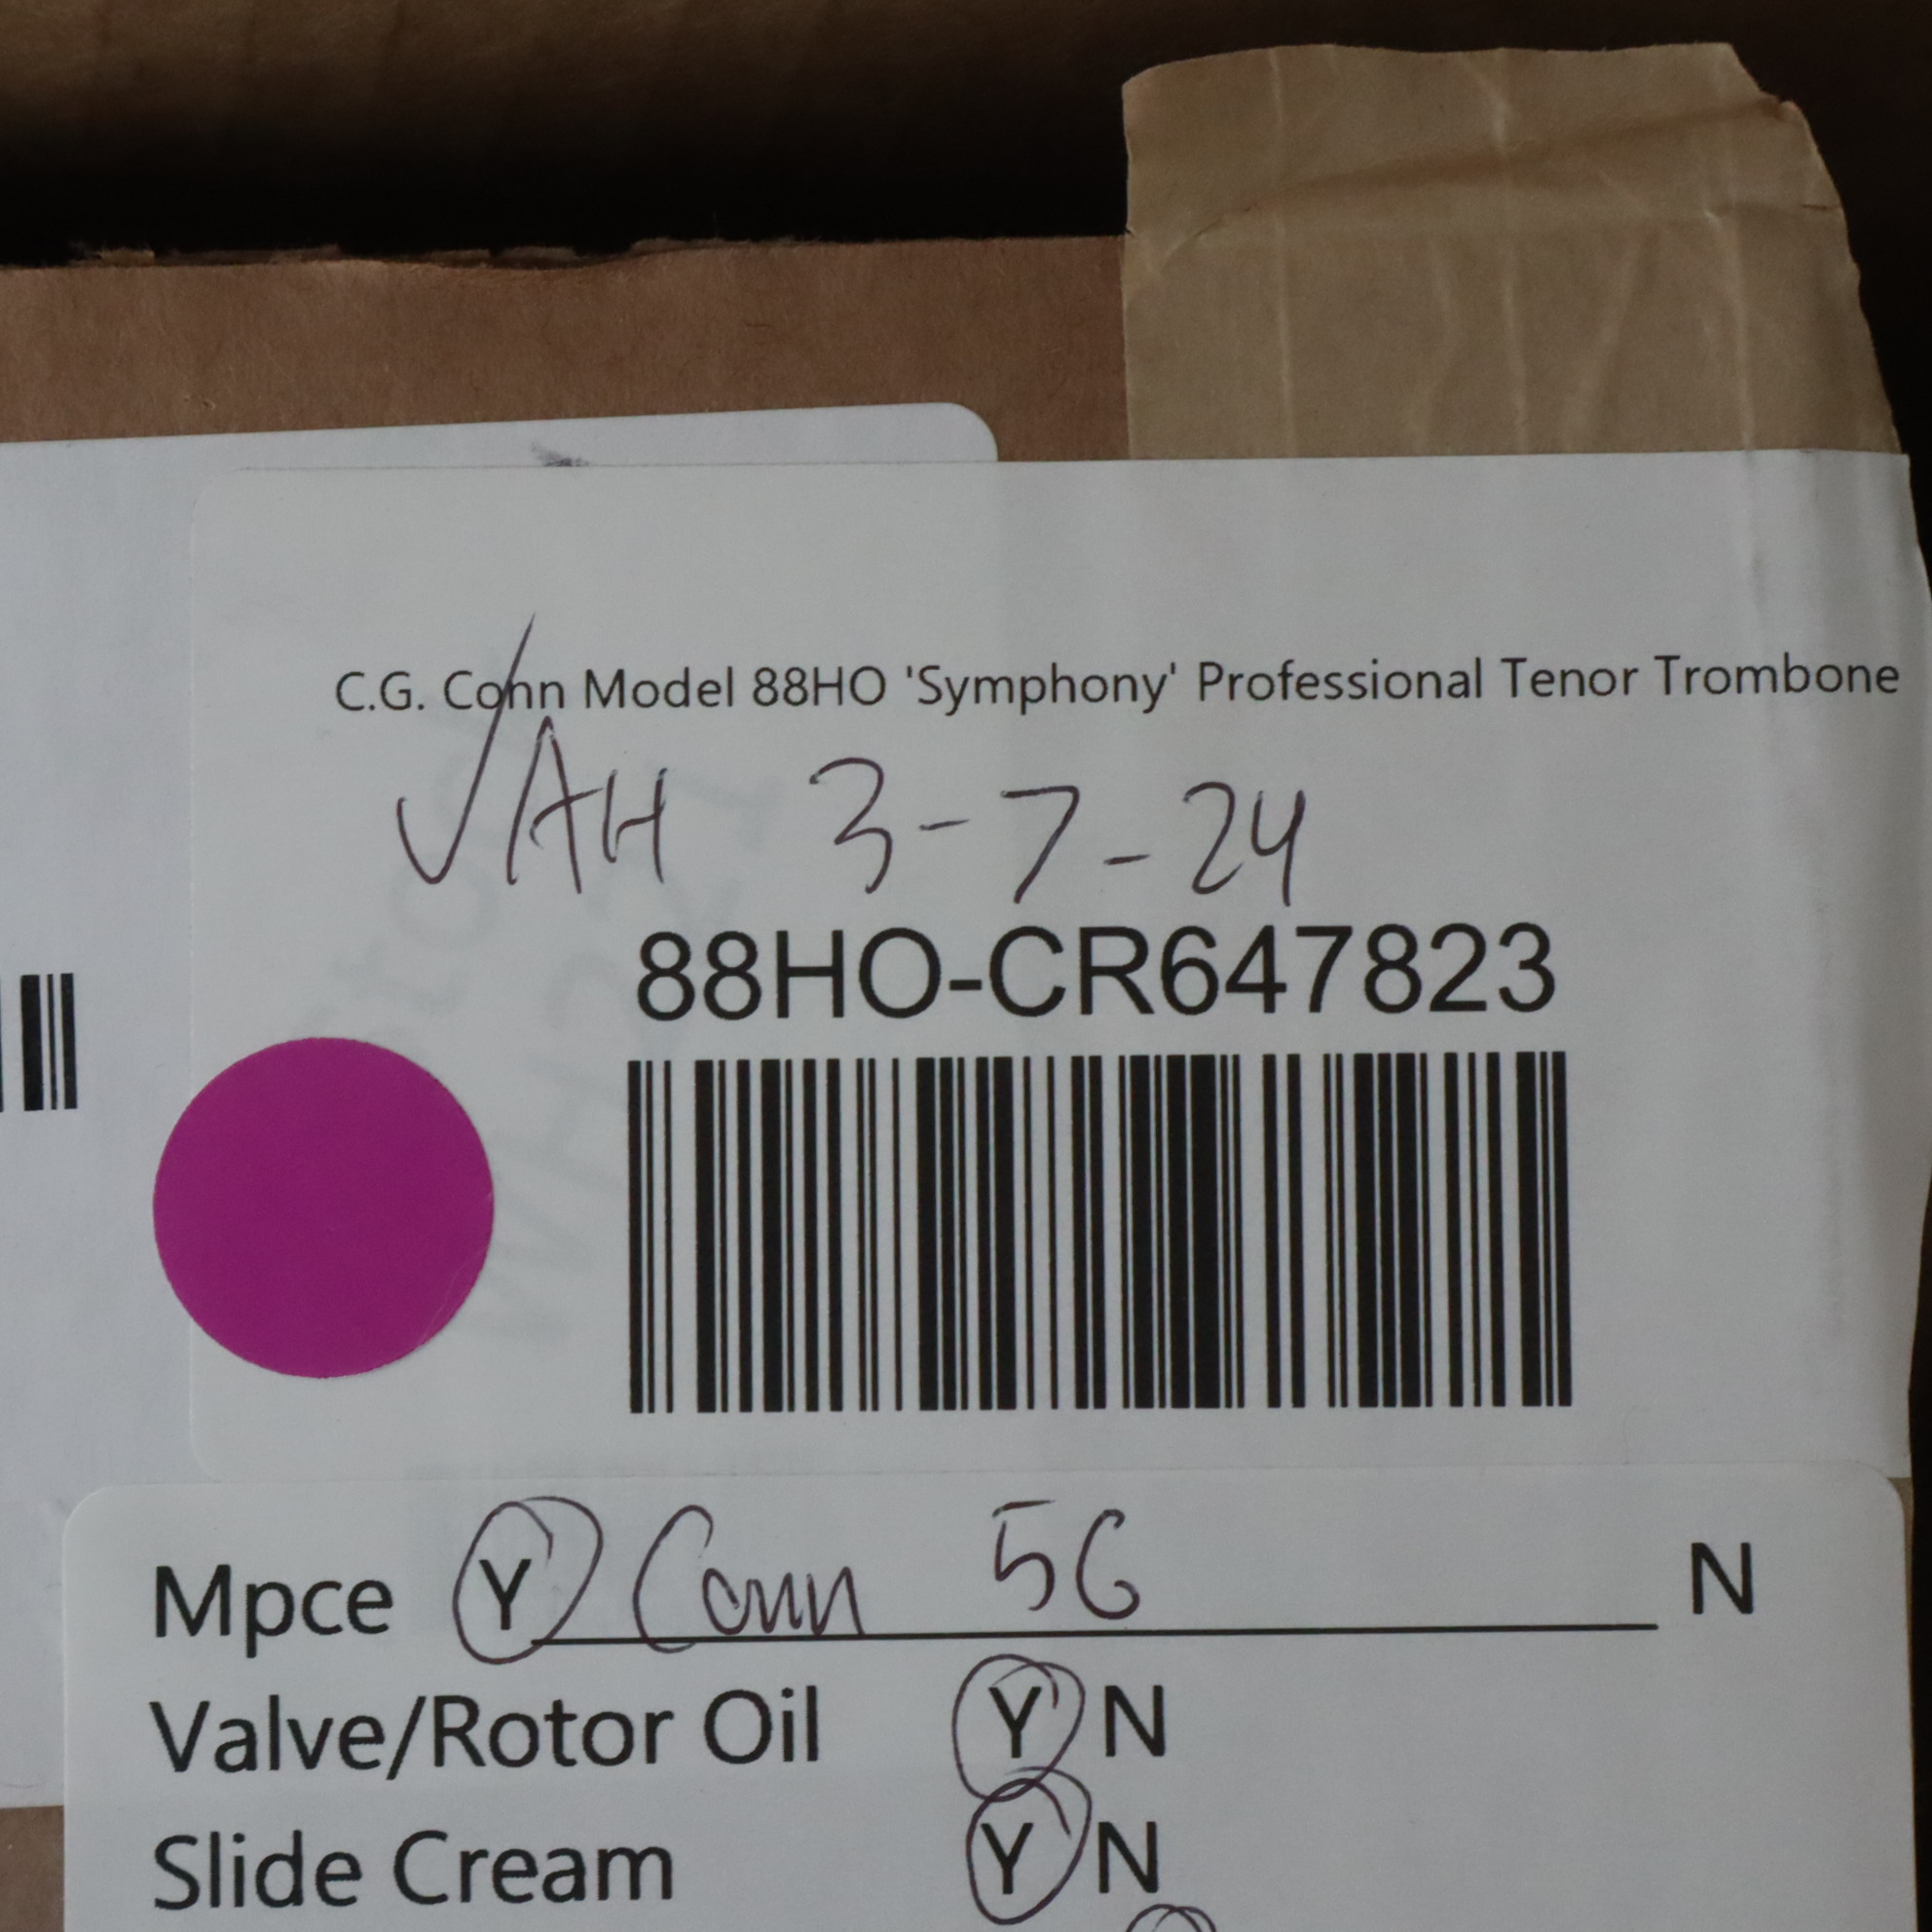 C.G. Conn Model 88HO 'Symphony' Professional Tenor Trombone
✓AH 3-7-24
88HO-CR647823
Mpce Y Conn 5G N
Valve/Rotor Oil Y N
Slide Cream Y N